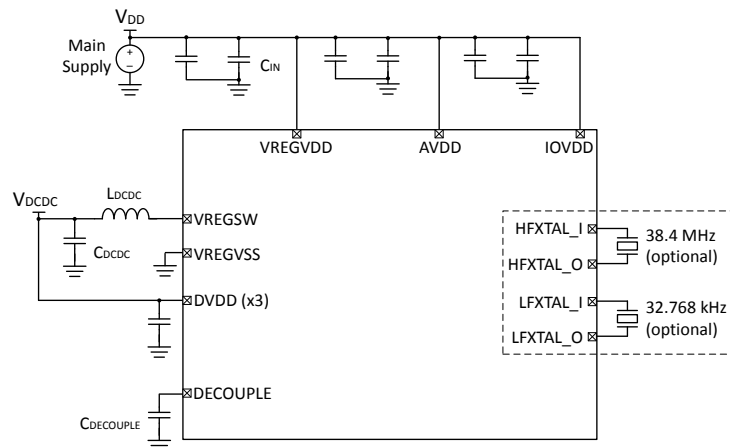 VDD
Main
Supply
CIN
VREGVDD
AVDD
IOVDD
VDCDC
LDCDC
VREGSW
CDCDC
VREGVSS
DVDD (x3)
DECOUPLE
CDECOUPLE
HFXTAL_I
HFXTAL_O
38.4 MHz
(optional)
LFXTAL_I
LFXTAL_O
32.768 kHz
(optional)